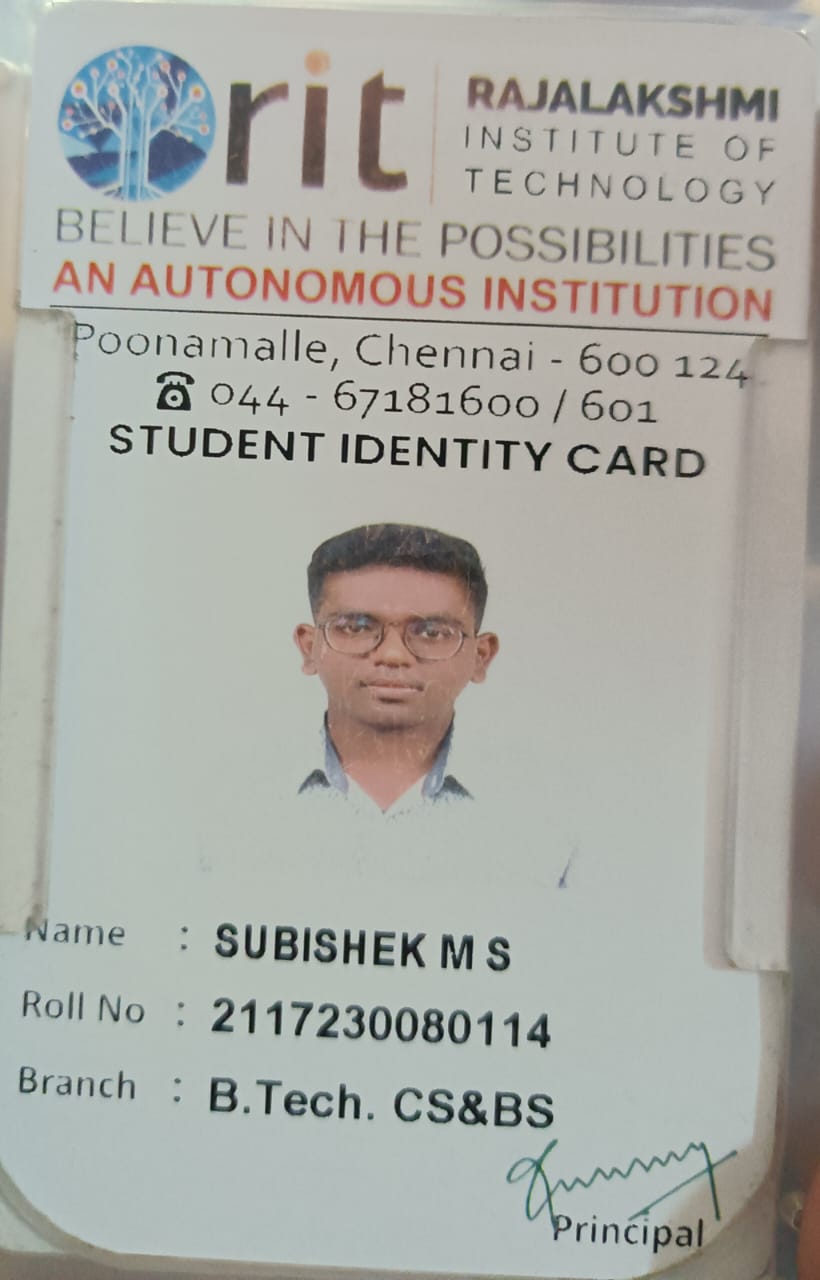 rit
RAJALAKSHMI
INSTITUTE OF
TECHNOLOGY
BELIEVE IN THE POSSIBILITIES
AN AUTONOMOUS INSTITUTION
Poonamalle, Chennai - 600 124
☎ 044 - 67181600 / 601
STUDENT IDENTITY CARD
Name : SUBISHEK M S
Roll No : 2117230080114
Branch : B.Tech. CS&BS
Principal